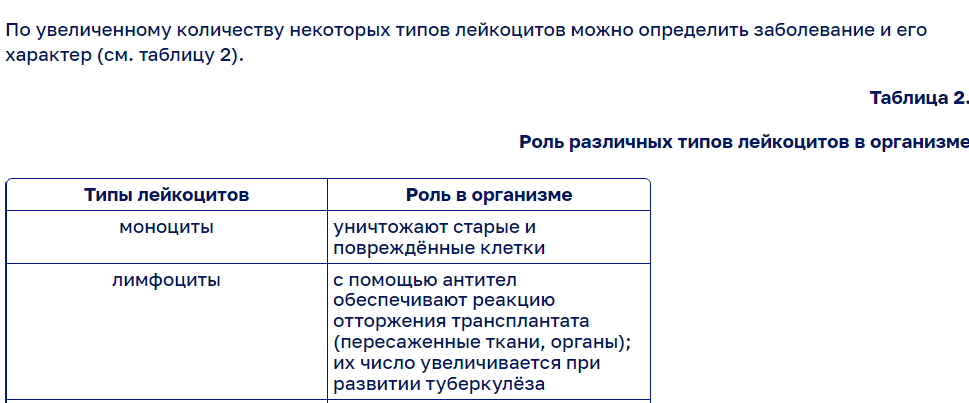 По увеличенному количеству некоторых типов лейкоцитов можно определить заболевание и его
характер (см. таблицу 2).
Таблица 2.
Роль различных типов лейкоцитов в организме
Типы лейкоцитов
Роль в организме
моноциты
уничтожают старые и
повреждённые клетки
лимфоциты
с помощью антител
обеспечивают реакцию
отторжения трансплантата
(пересаженные ткани, органы);
их число увеличивается при
развитии туберкулёза